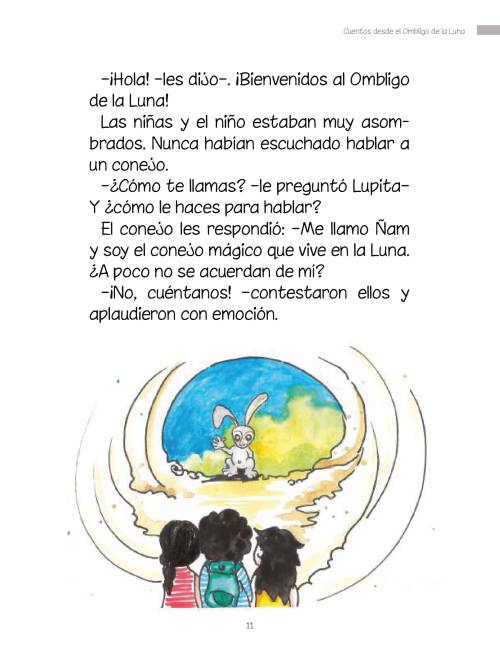 Cuentos desde el Ombligo de la Luna
–¡Hola! –les dijo–. ¡Bienvenidos al Ombligo
de la Luna!
Las niñas y el niño estaban muy asom-
brados. Nunca habían escuchado hablar a
un conejo.
–¿Cómo te llamas? –le preguntó Lupita–
Y ¿cómo le haces para hablar?
El conejo les respondió: –Me llamo Ñam
y soy el conejo mágico que vive en la Luna.
¿A poco no se acuerdan de mí?
–¡No, cuéntanos! –contestaron ellos y
aplaudieron con emoción.
11